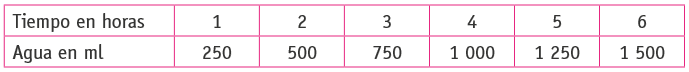 Tiempo en horas 1 2 3 4 5 6
Agua en ml 250 500 750 1 000 1 250 1 500